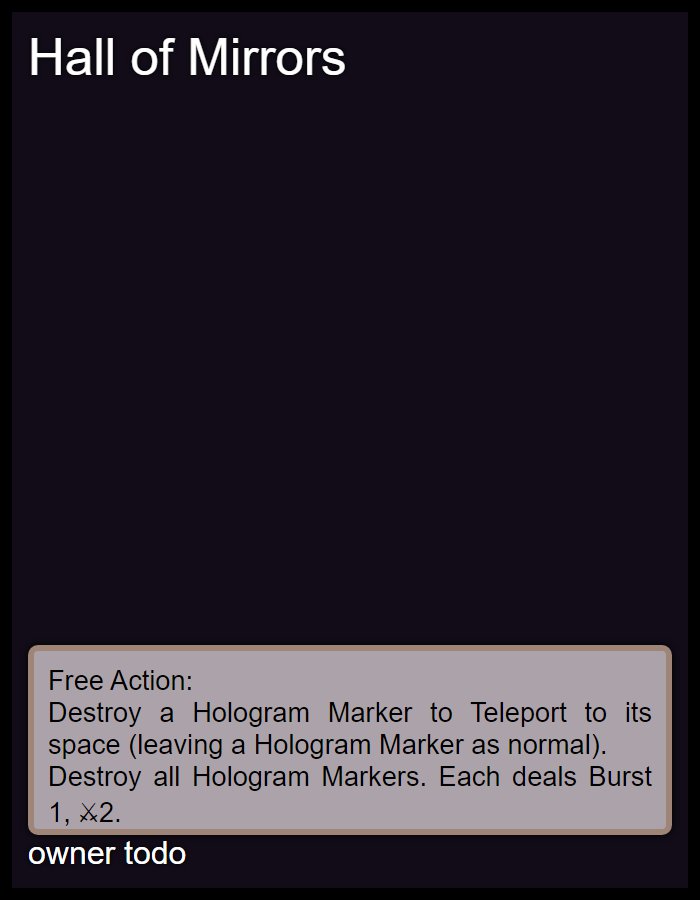 Hall of Mirrors
Free Action:
Destroy a Hologram Marker to Teleport to its
space (leaving a Hologram Marker as normal).
Destroy all Hologram Markers. Each deals Burst
1, ⚔2.
owner todo